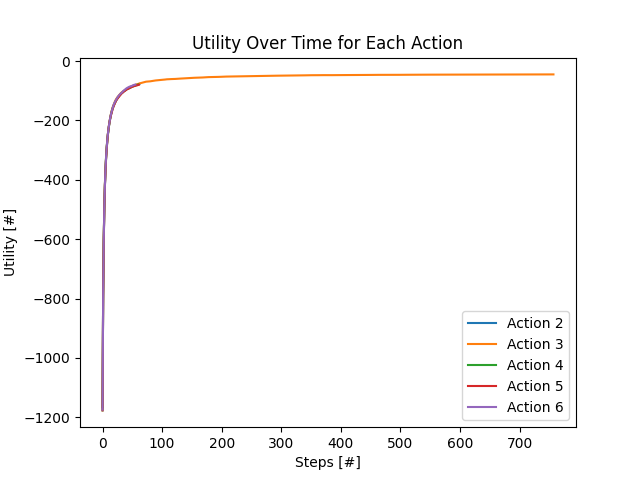 Utility Over Time for Each Action
0
−200
−400
−600
−800
−1000
−1200
Utility [#]
Action 2
Action 3
Action 4
Action 5
Action 6
0 100 200 300 400 500 600 700
Steps [#]